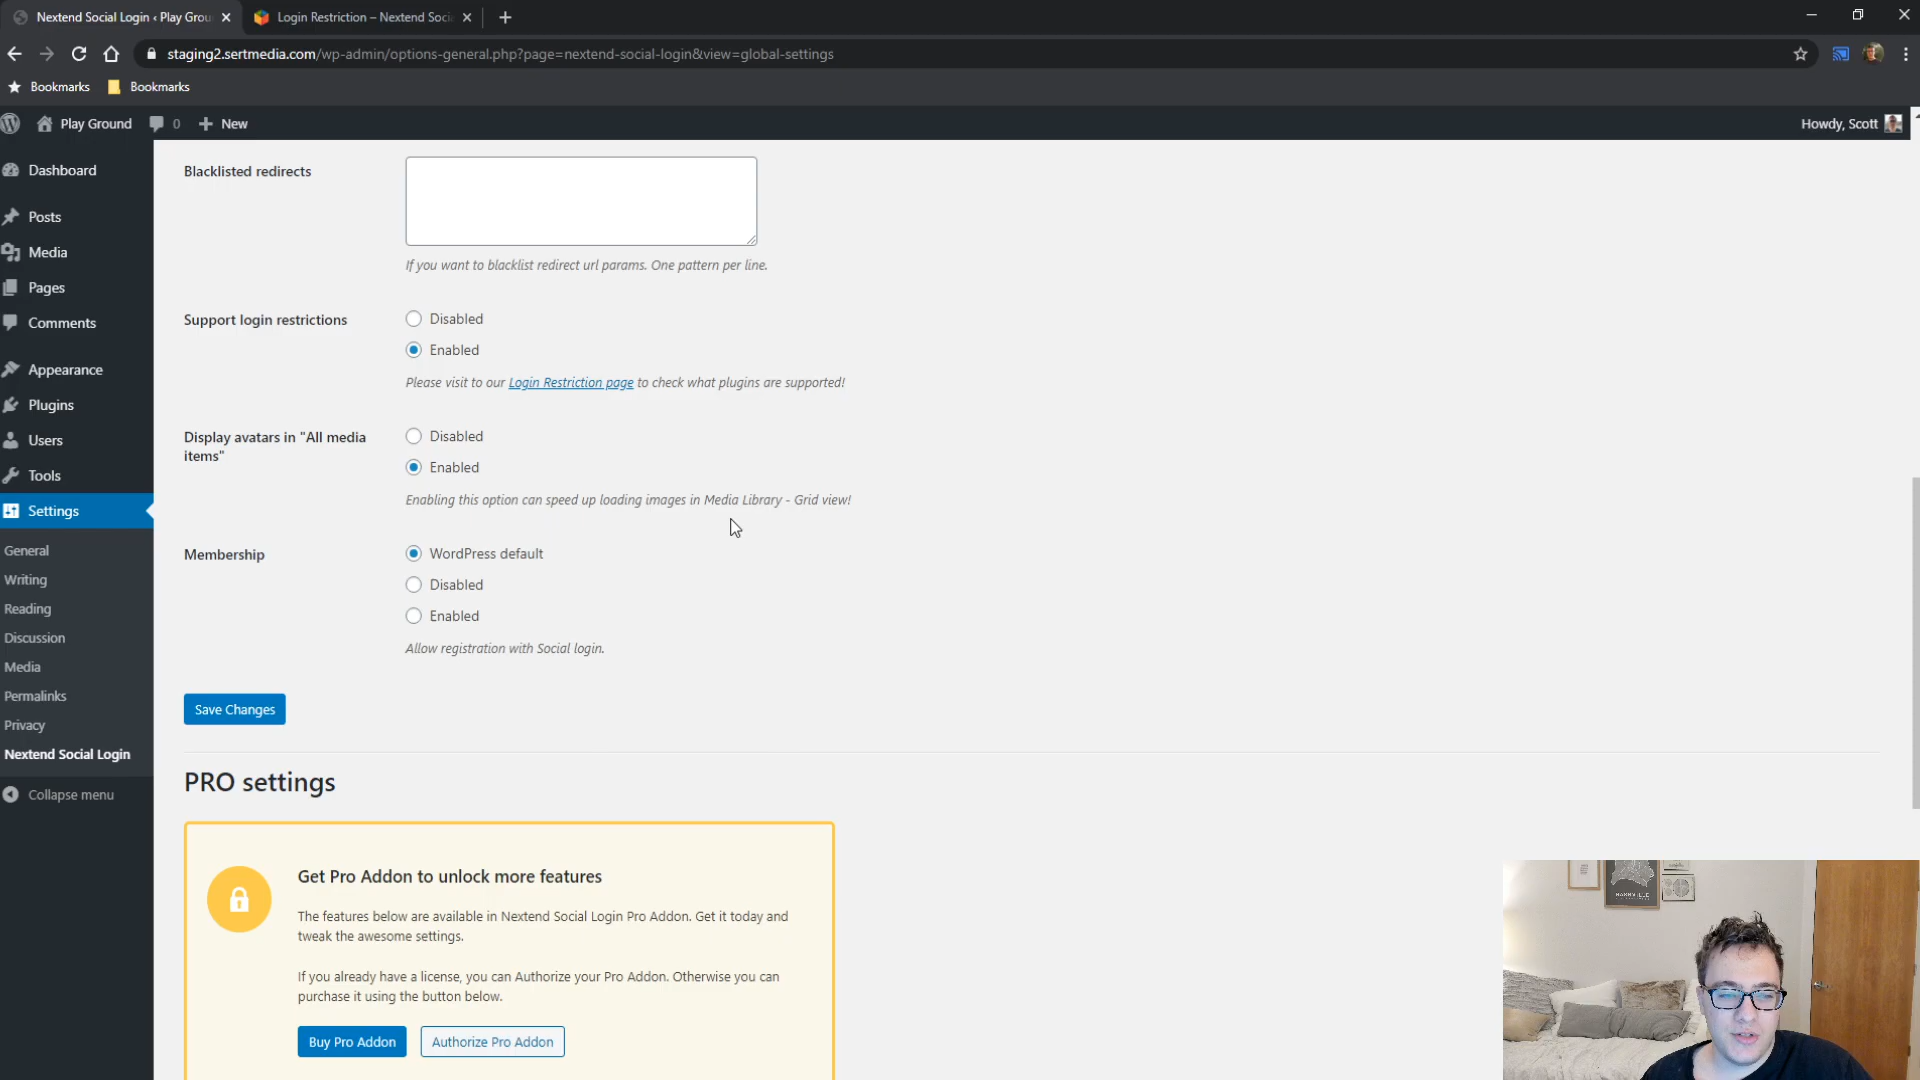 Nextend Social Login ‹ Play Grou
Login Restriction – Nextend Soci
staging2.sertmedia.com/wp-admin/options-general.php?page=nextend-social-login&view=global-settings
Bookmarks
Bookmarks
Play Ground
0
New
Howdy, Scott
Dashboard
Posts
Media
Pages
Comments
Appearance
Plugins
Users
Tools
Settings
General
Writing
Reading
Discussion
Media
Permalinks
Privacy
Nextend Social Login
Collapse menu
Blacklisted redirects
If you want to blacklist redirect url params. One pattern per line.
Support login restrictions
Disabled
Enabled
Please visit to our Login Restriction page to check what plugins are supported!
Display avatars in "All media
items"
Disabled
Enabled
Enabling this option can speed up loading images in Media Library - Grid view!
Membership
WordPress default
Disabled
Enabled
Allow registration with Social login.
Save Changes
PRO settings
Get Pro Addon to unlock more features
The features below are available in Nextend Social Login Pro Addon. Get it today and
tweak the awesome settings.
If you already have a license, you can Authorize your Pro Addon. Otherwise you can
purchase it using the button below.
Buy Pro Addon
Authorize Pro Addon